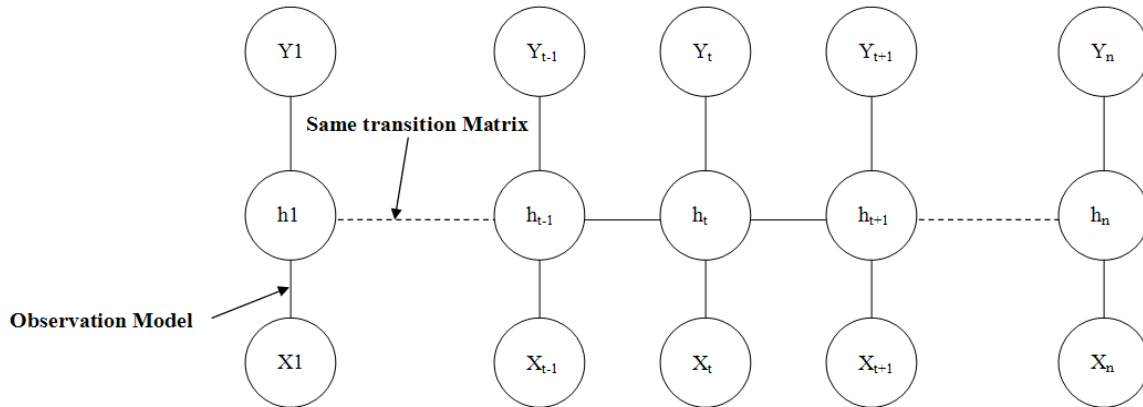 Y1 Yt-1 Yt Yt+1 Yn
Same transition Matrix
h1 ht-1 ht ht+1 hn
Observation Model
X1 Xt-1 Xt Xt+1 Xn